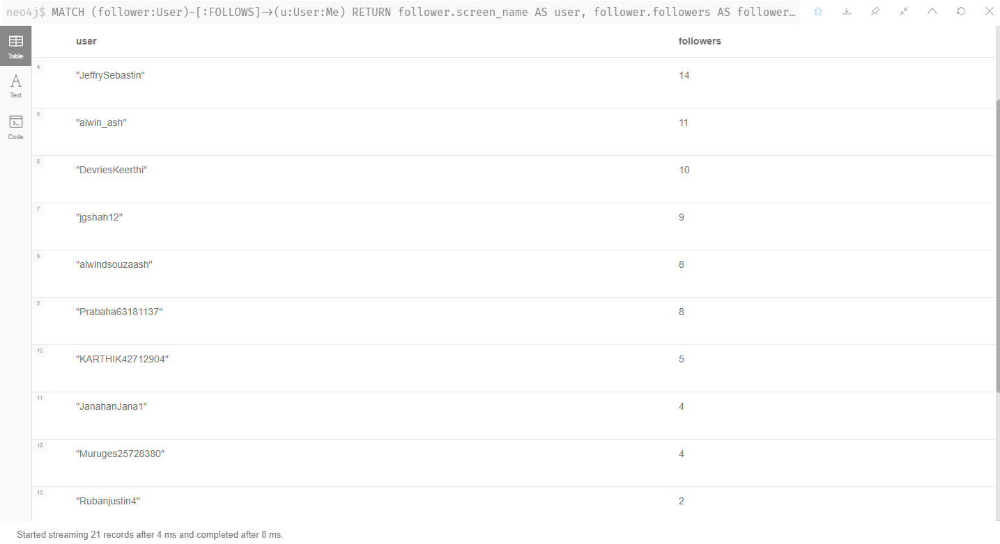 neo4j$ MATCH (follower:User)-[:FOLLOWS]→(u:User:Me) RETURN follower.screen_name AS user, follower.followers AS follower…
Table
Text
Code
user followers
4 "JeffrySebastin" 14
5 "alwin_ash" 11
6 "DevriesKeerthi" 10
7 "jgshah12" 9
8 "alwindsouzaash" 8
9 "Prabaha63181137" 8
10 "KARTHIK42712904" 5
11 "JanahanJana1" 4
12 "Muruges25728380" 4
13 "Rubanjustin4" 2
Started streaming 21 records after 4 ms and completed after 8 ms.